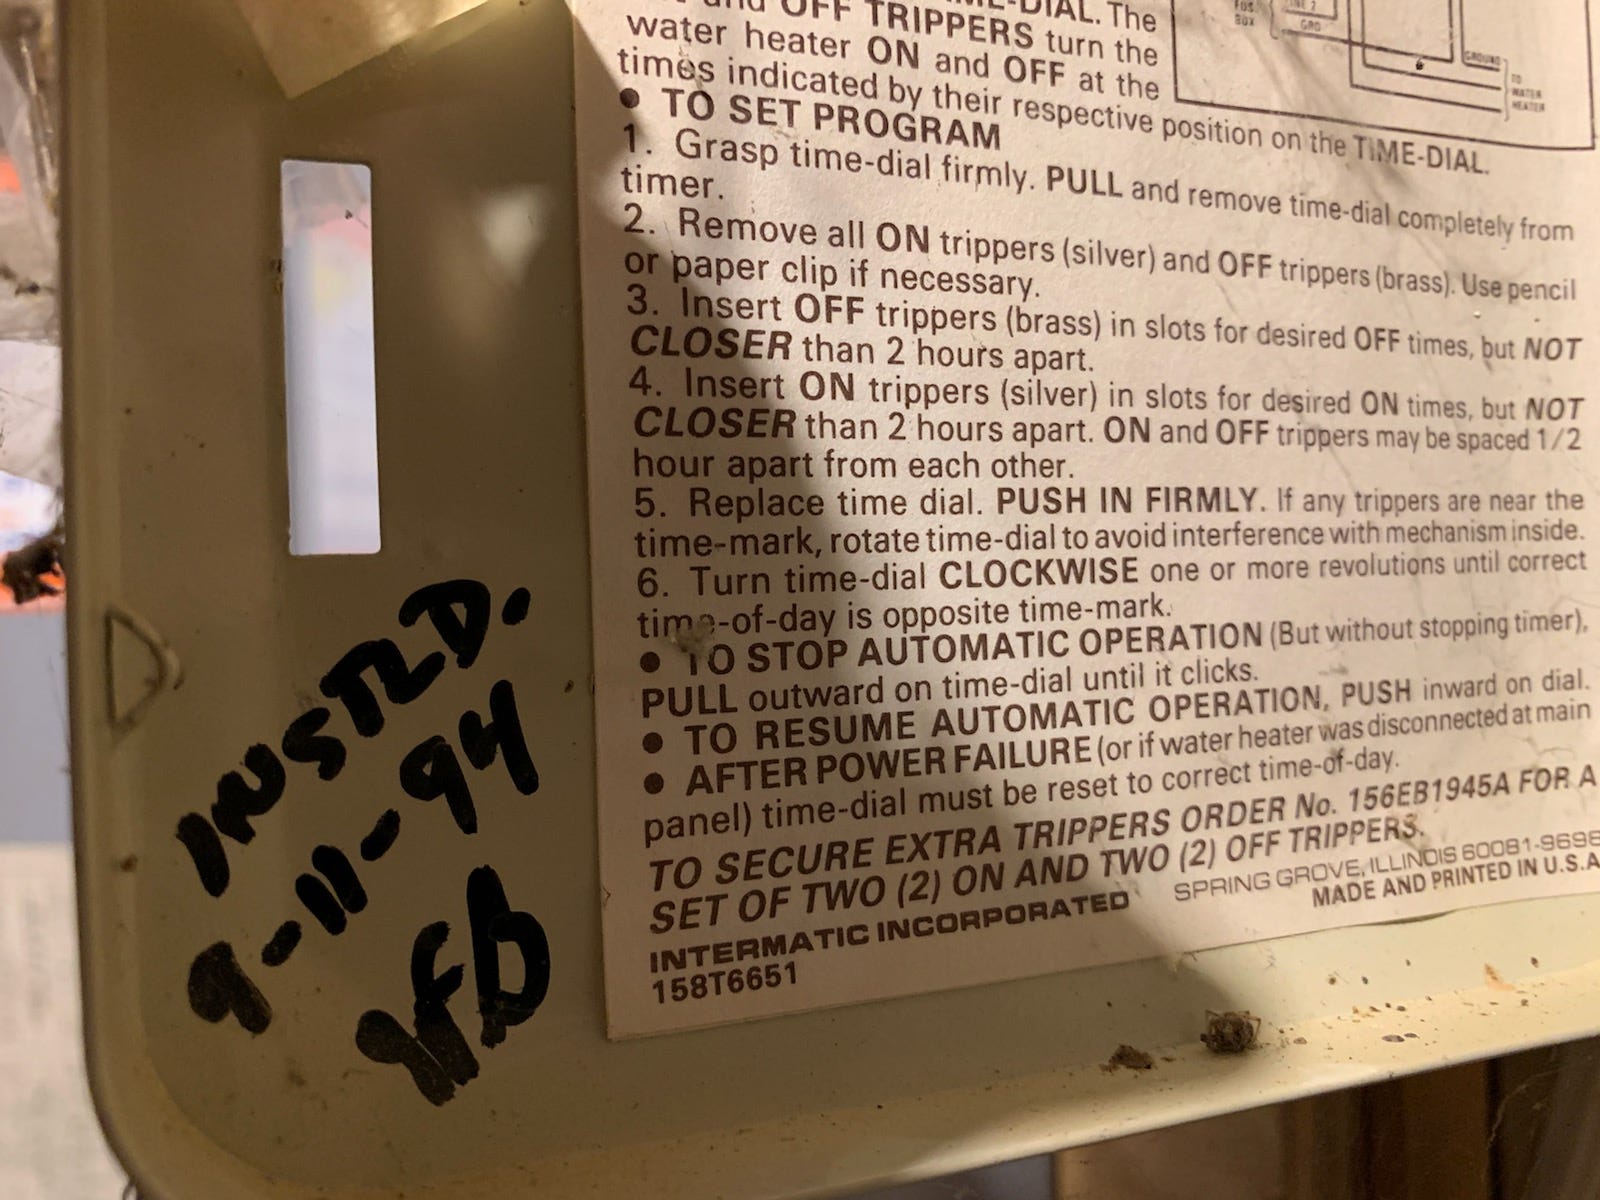 OFF TRIPPERS turn the
TIME-DIAL. The
water heater ON and OFF at the
times indicated by their respective position on the TIME-DIAL.
● TO SET PROGRAM
1. Grasp time-dial firmly. PULL and remove time-dial completely from
timer.
2. Remove all ON trippers (silver) and OFF trippers (brass). Use pencil
or paper clip if necessary.
3. Insert OFF trippers (brass) in slots for desired OFF times, but NOT
CLOSER than 2 hours apart.
4. Insert ON trippers (silver) in slots for desired ON times, but NOT
CLOSER than 2 hours apart. ON and OFF trippers may be spaced 1/2
hour apart from each other.
5. Replace time dial. PUSH IN FIRMLY. If any trippers are near the
time-mark, rotate time-dial to avoid interference with mechanism inside.
6. Turn time-dial CLOCKWISE one or more revolutions until correct
time-of-day is opposite time-mark.
● TO STOP AUTOMATIC OPERATION (But without stopping timer),
PULL outward on time-dial until it clicks.
● TO RESUME AUTOMATIC OPERATION, PUSH inward on dial.
● AFTER POWER FAILURE (or if water heater was disconnected at main
panel) time-dial must be reset to correct time-of-day.
TO SECURE EXTRA TRIPPERS ORDER No. 156EB1945A FOR A
SET OF TWO (2) ON AND TWO (2) OFF TRIPPERS.
INTERMATIC INCORPORATED SPRING GROVE, ILLINOIS 60081-9698
MADE AND PRINTED IN U.S.A
158T6651
GRD
GROUND
TO
WATER
HEATER
INSTLD.
9-11-94